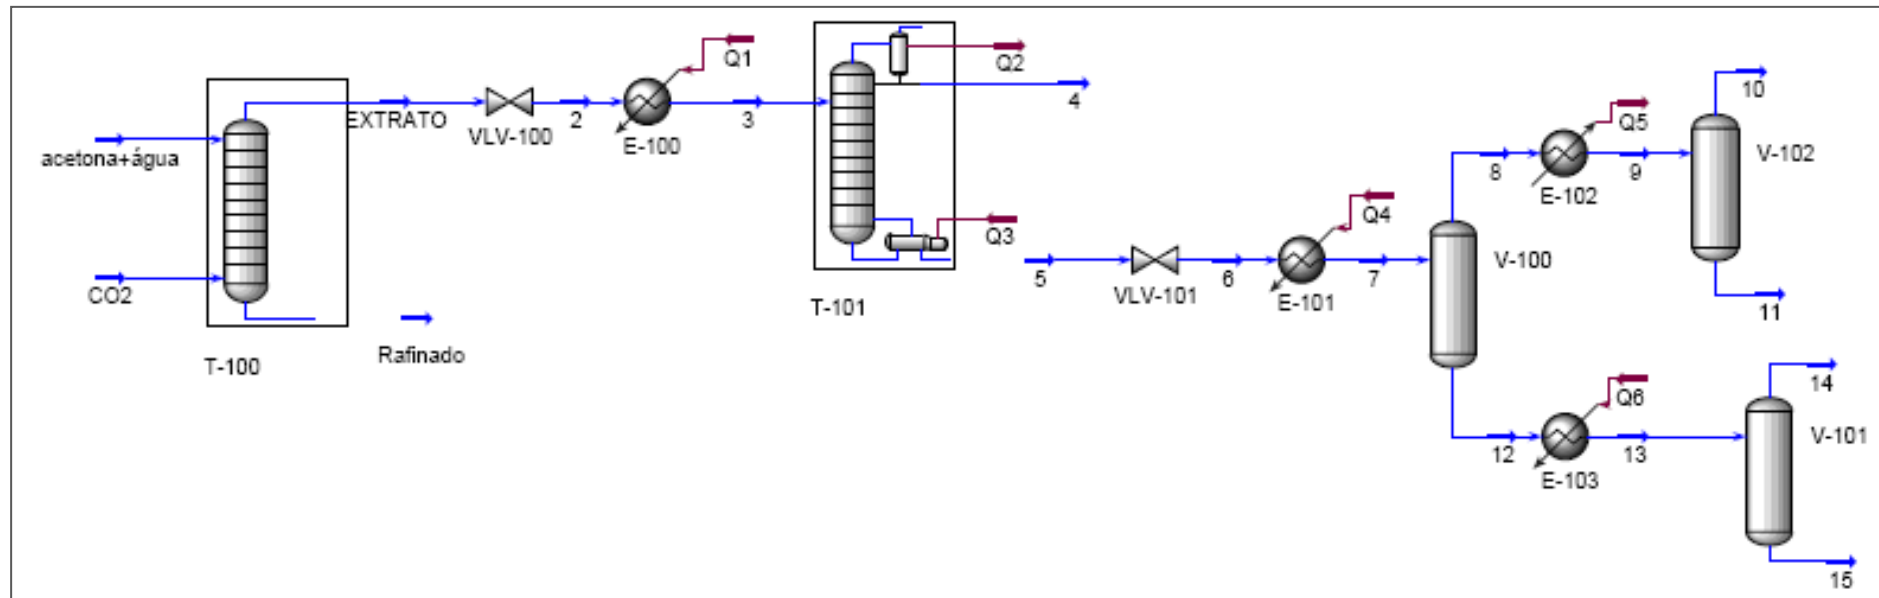 acetona+água
CO2
T-100
EXTRATO
Rafinado
VLV-100
2
Q1
E-100
3
T-101
Q2
4
Q3
5
VLV-101
6
Q4
E-101
7
V-100
8
Q5
E-102
9
10
V-102
11
12
Q6
E-103
13
14
V-101
15